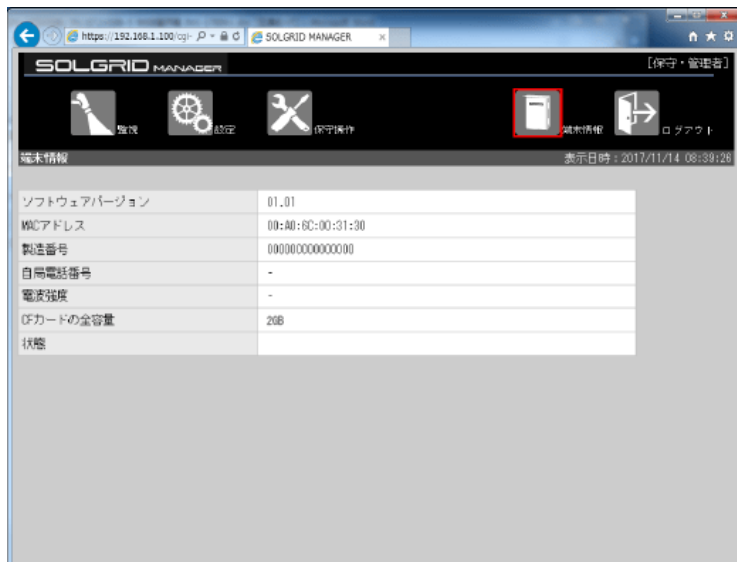 https://192.168.1.100/cgi-
SOLGRID MANAGER
SOLGRID MANAGER
[保守・管理者]
監視
設定
保守操作
端末情報
ログアウト
端末情報
表示日時：2017/11/14 08:39:26
ソフトウェアバージョン 01.01
MACアドレス 00:A0:6C:00:31:30
製造番号 000000000000000
自局電話番号 -
電波強度 -
CFカードの全容量 2GB
状態